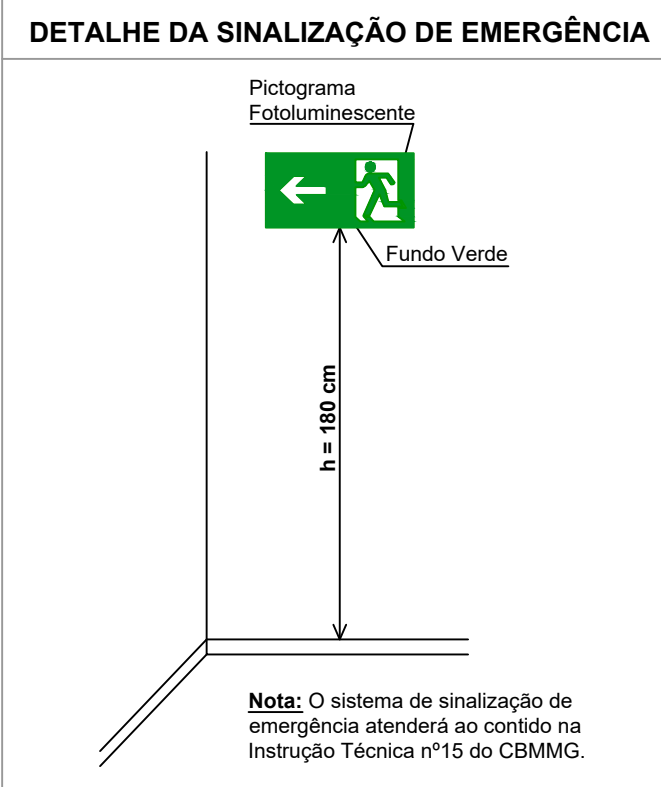 DETALHE DA SINALIZAÇÃO DE EMERGÊNCIA
Pictograma
Fotoluminescente
Fundo Verde
h = 180 cm
Nota: O sistema de sinalização de
emergência atenderá ao contido na
Instrução Técnica nº15 do CBMMG.